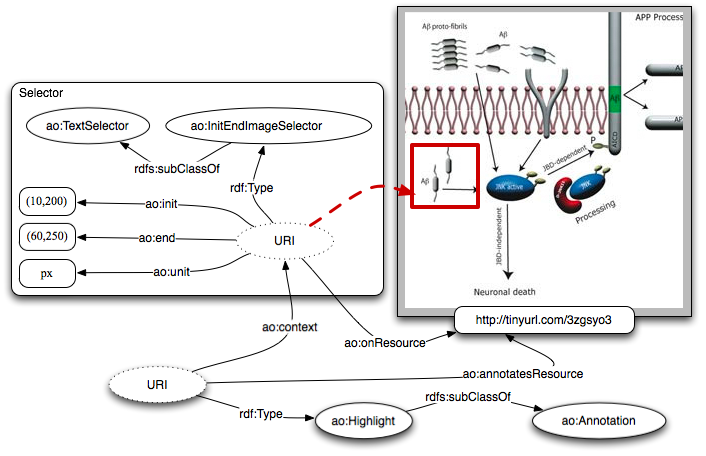 APP Process
Aβ proto-fibrils
Aβ
Aβ
AP
AP
AICD
P
JBD-dependent
Aβ
JNK active
JNK
Processing
JBD-independent
Neuronal death
http://tinyurl.com/3zgsyo3
Selector
ao:TextSelector
ao:InitEndImageSelector
rdfs:subClassOf
rdf:Type
(10,200)
ao:init
(60,250)
ao:end
URI
px
ao:unit
ao:context
ao:onResource
URI
ao:annotatesResource
rdf:Type
ao:Highlight
rdfs:subClassOf
ao:Annotation